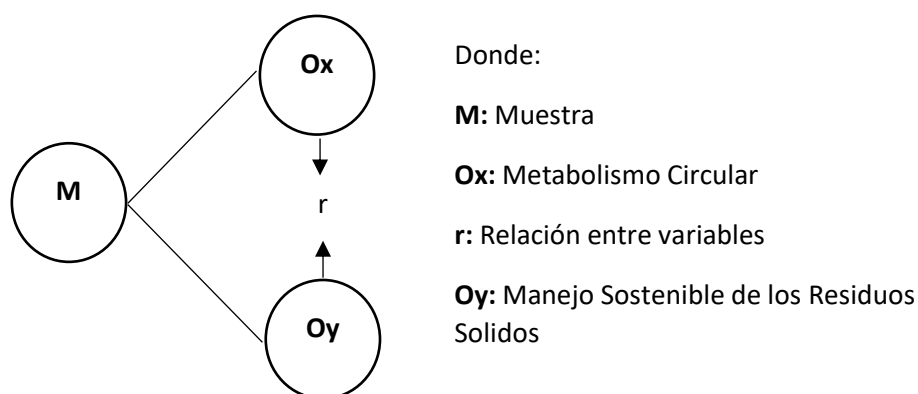 Ox
M
r
Oy
Donde:
M: Muestra
Ox: Metabolismo Circular
r: Relación entre variables
Oy: Manejo Sostenible de los Residuos
Solidos